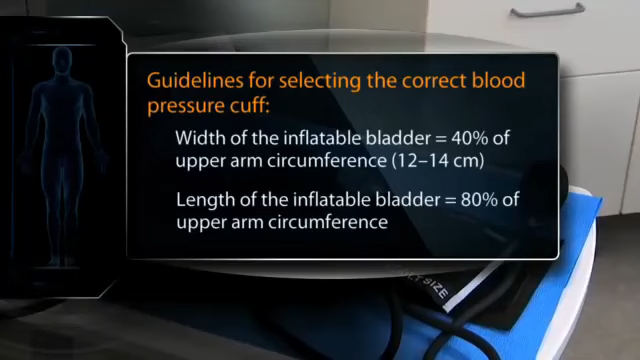 Guidelines for selecting the correct blood
pressure cuff:
Width of the inflatable bladder = 40% of
upper arm circumference (12–14 cm)
Length of the inflatable bladder = 80% of
upper arm circumference
SIZE